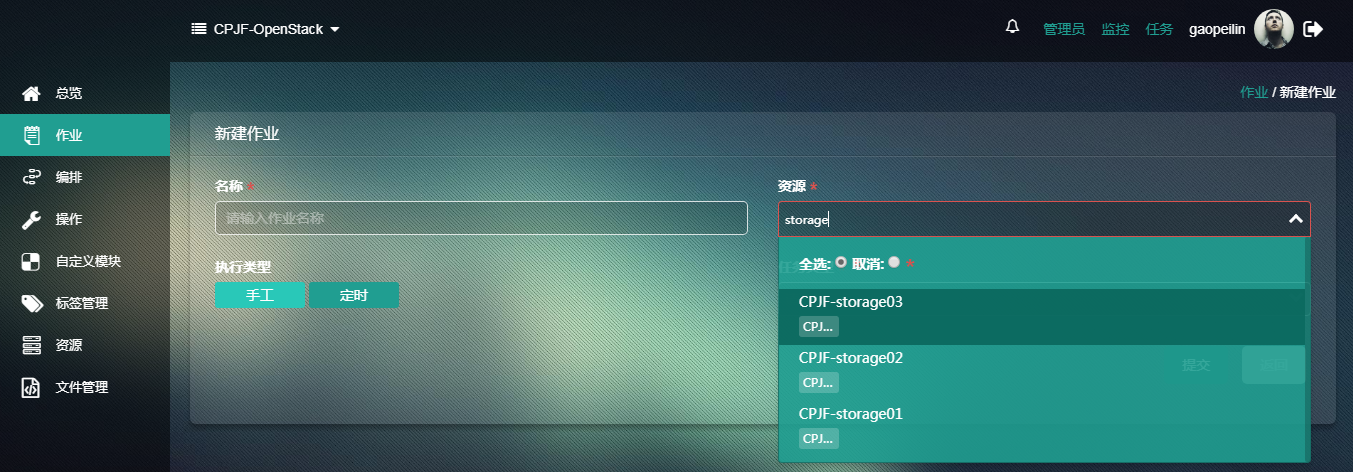 CPJF-OpenStack
管理员 监控 任务 gaopeilin
总览
作业
编排
操作
自定义模块
标签管理
资源
文件管理
作业 / 新建作业
新建作业
名称 *
请输入作业名称
执行类型
手工 定时
资源 *
storage
全选: 取消: *
CPJF-storage03
CPJ...
CPJF-storage02
CPJ...
CPJF-storage01
CPJ...
提交